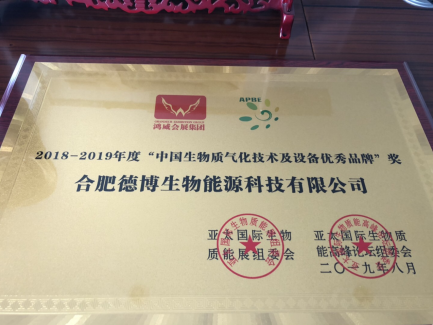 APBE
鸿威会展集团
2018-2019年度“中国生物质气化技术及设备优秀品牌”奖
合肥德博生物能源科技有限公司
亚太国际生物 亚太国际生物质
质能展组委会 能高峰论坛组委会
二〇一九年八月